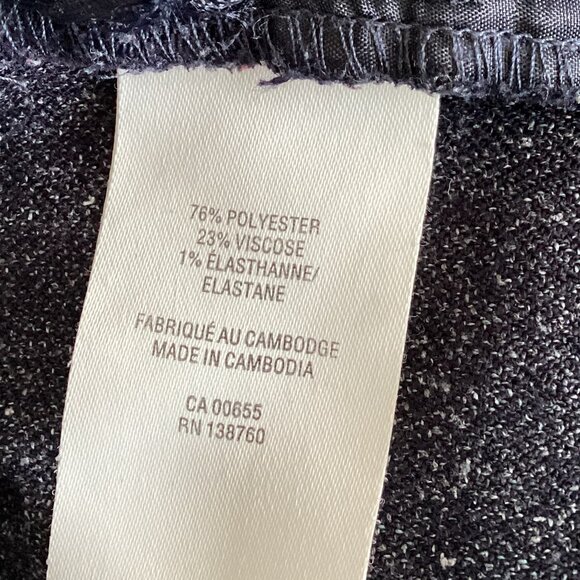 76% POLYESTER
23% VISCOSE
1% ÉLASTHANNE/
ELASTANE
FABRIQUÉ AU CAMBODGE
MADE IN CAMBODIA
CA 00655
RN 138760